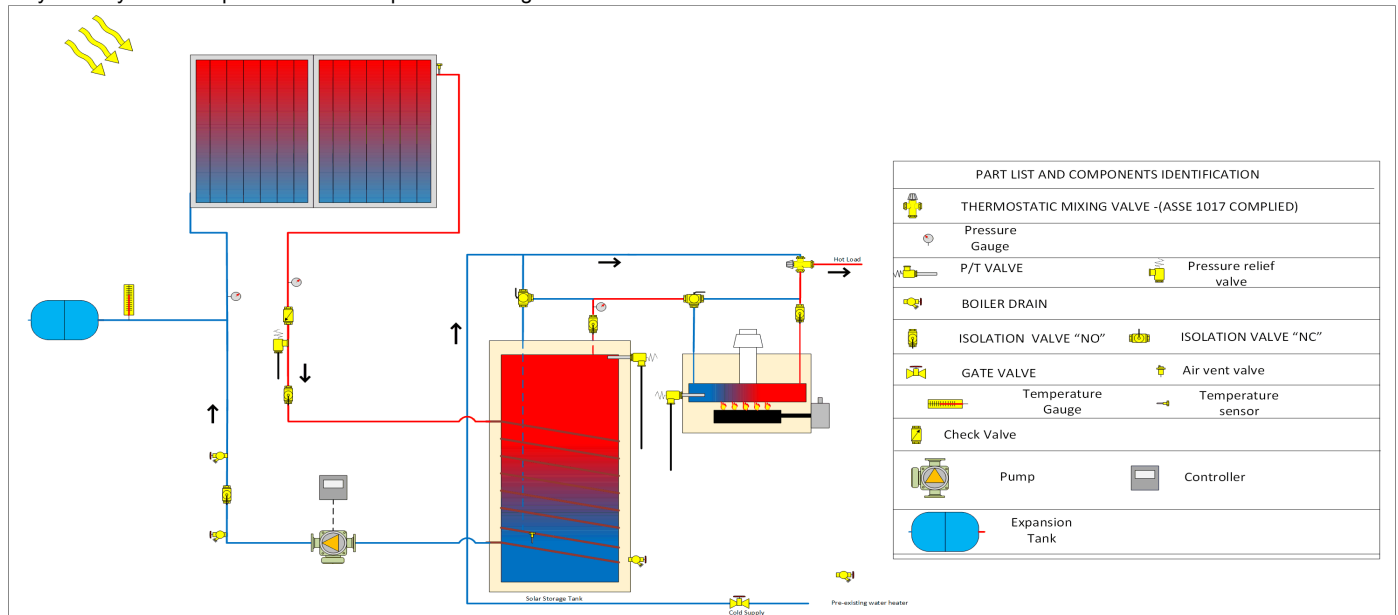 Hot Load
Solar Storage Tank
Cold Supply
Pre-existing water heater
PART LIST AND COMPONENTS IDENTIFICATION
THERMOSTATIC MIXING VALVE -(ASSE 1017 COMPLIED)
Pressure
Gauge
P/T VALVE
Pressure relief
valve
BOILER DRAIN
ISOLATION VALVE "NO"
ISOLATION VALVE "NC"
GATE VALVE
Air vent valve
Temperature
Gauge
Temperature
sensor
Check Valve
Pump
Controller
Expansion
Tank